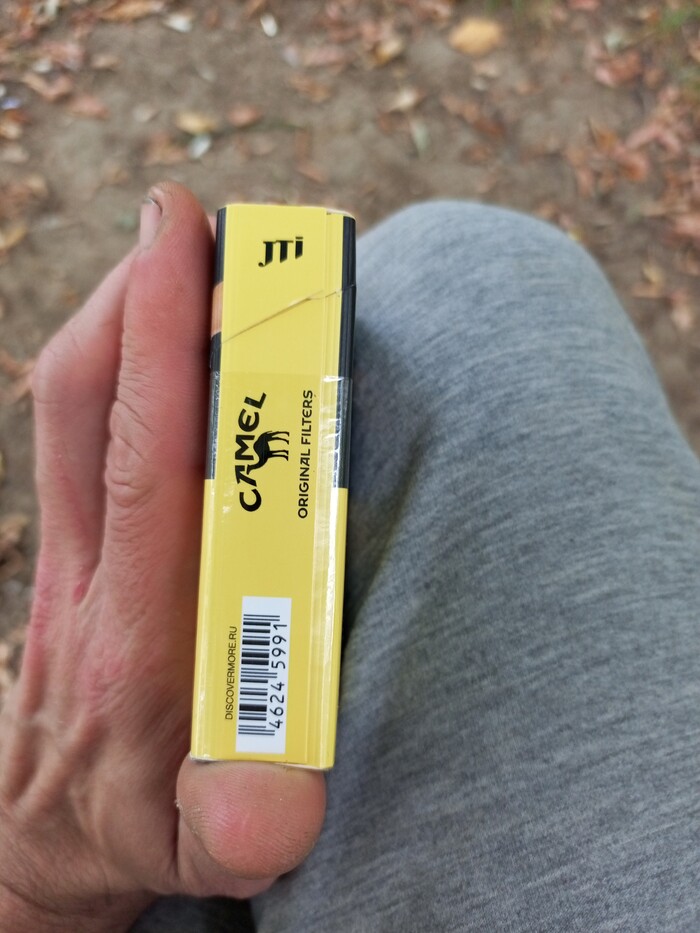 JTi
CAMEL
ORIGINAL FILTERS
DISCOVERMORE.RU
4624 5991